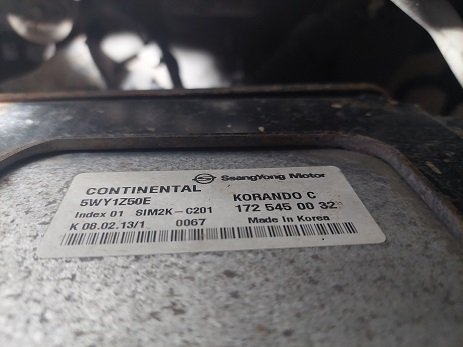 SsangYong Motor
CONTINENTAL KORANDO C
5WY1Z50E 172 545 00 32
Index 01 SIM2K-C201 Made in Korea
K 08.02.13/1 0067